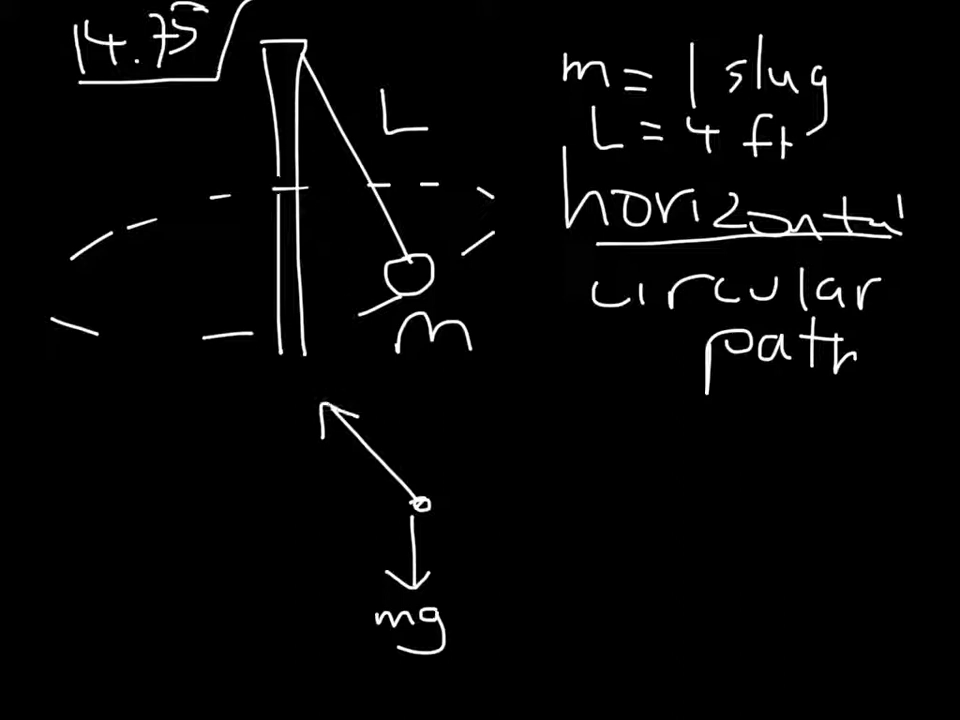 14.75
m = 1 slug
L = 4 ft
horizontal
circular
path
L
m
mg